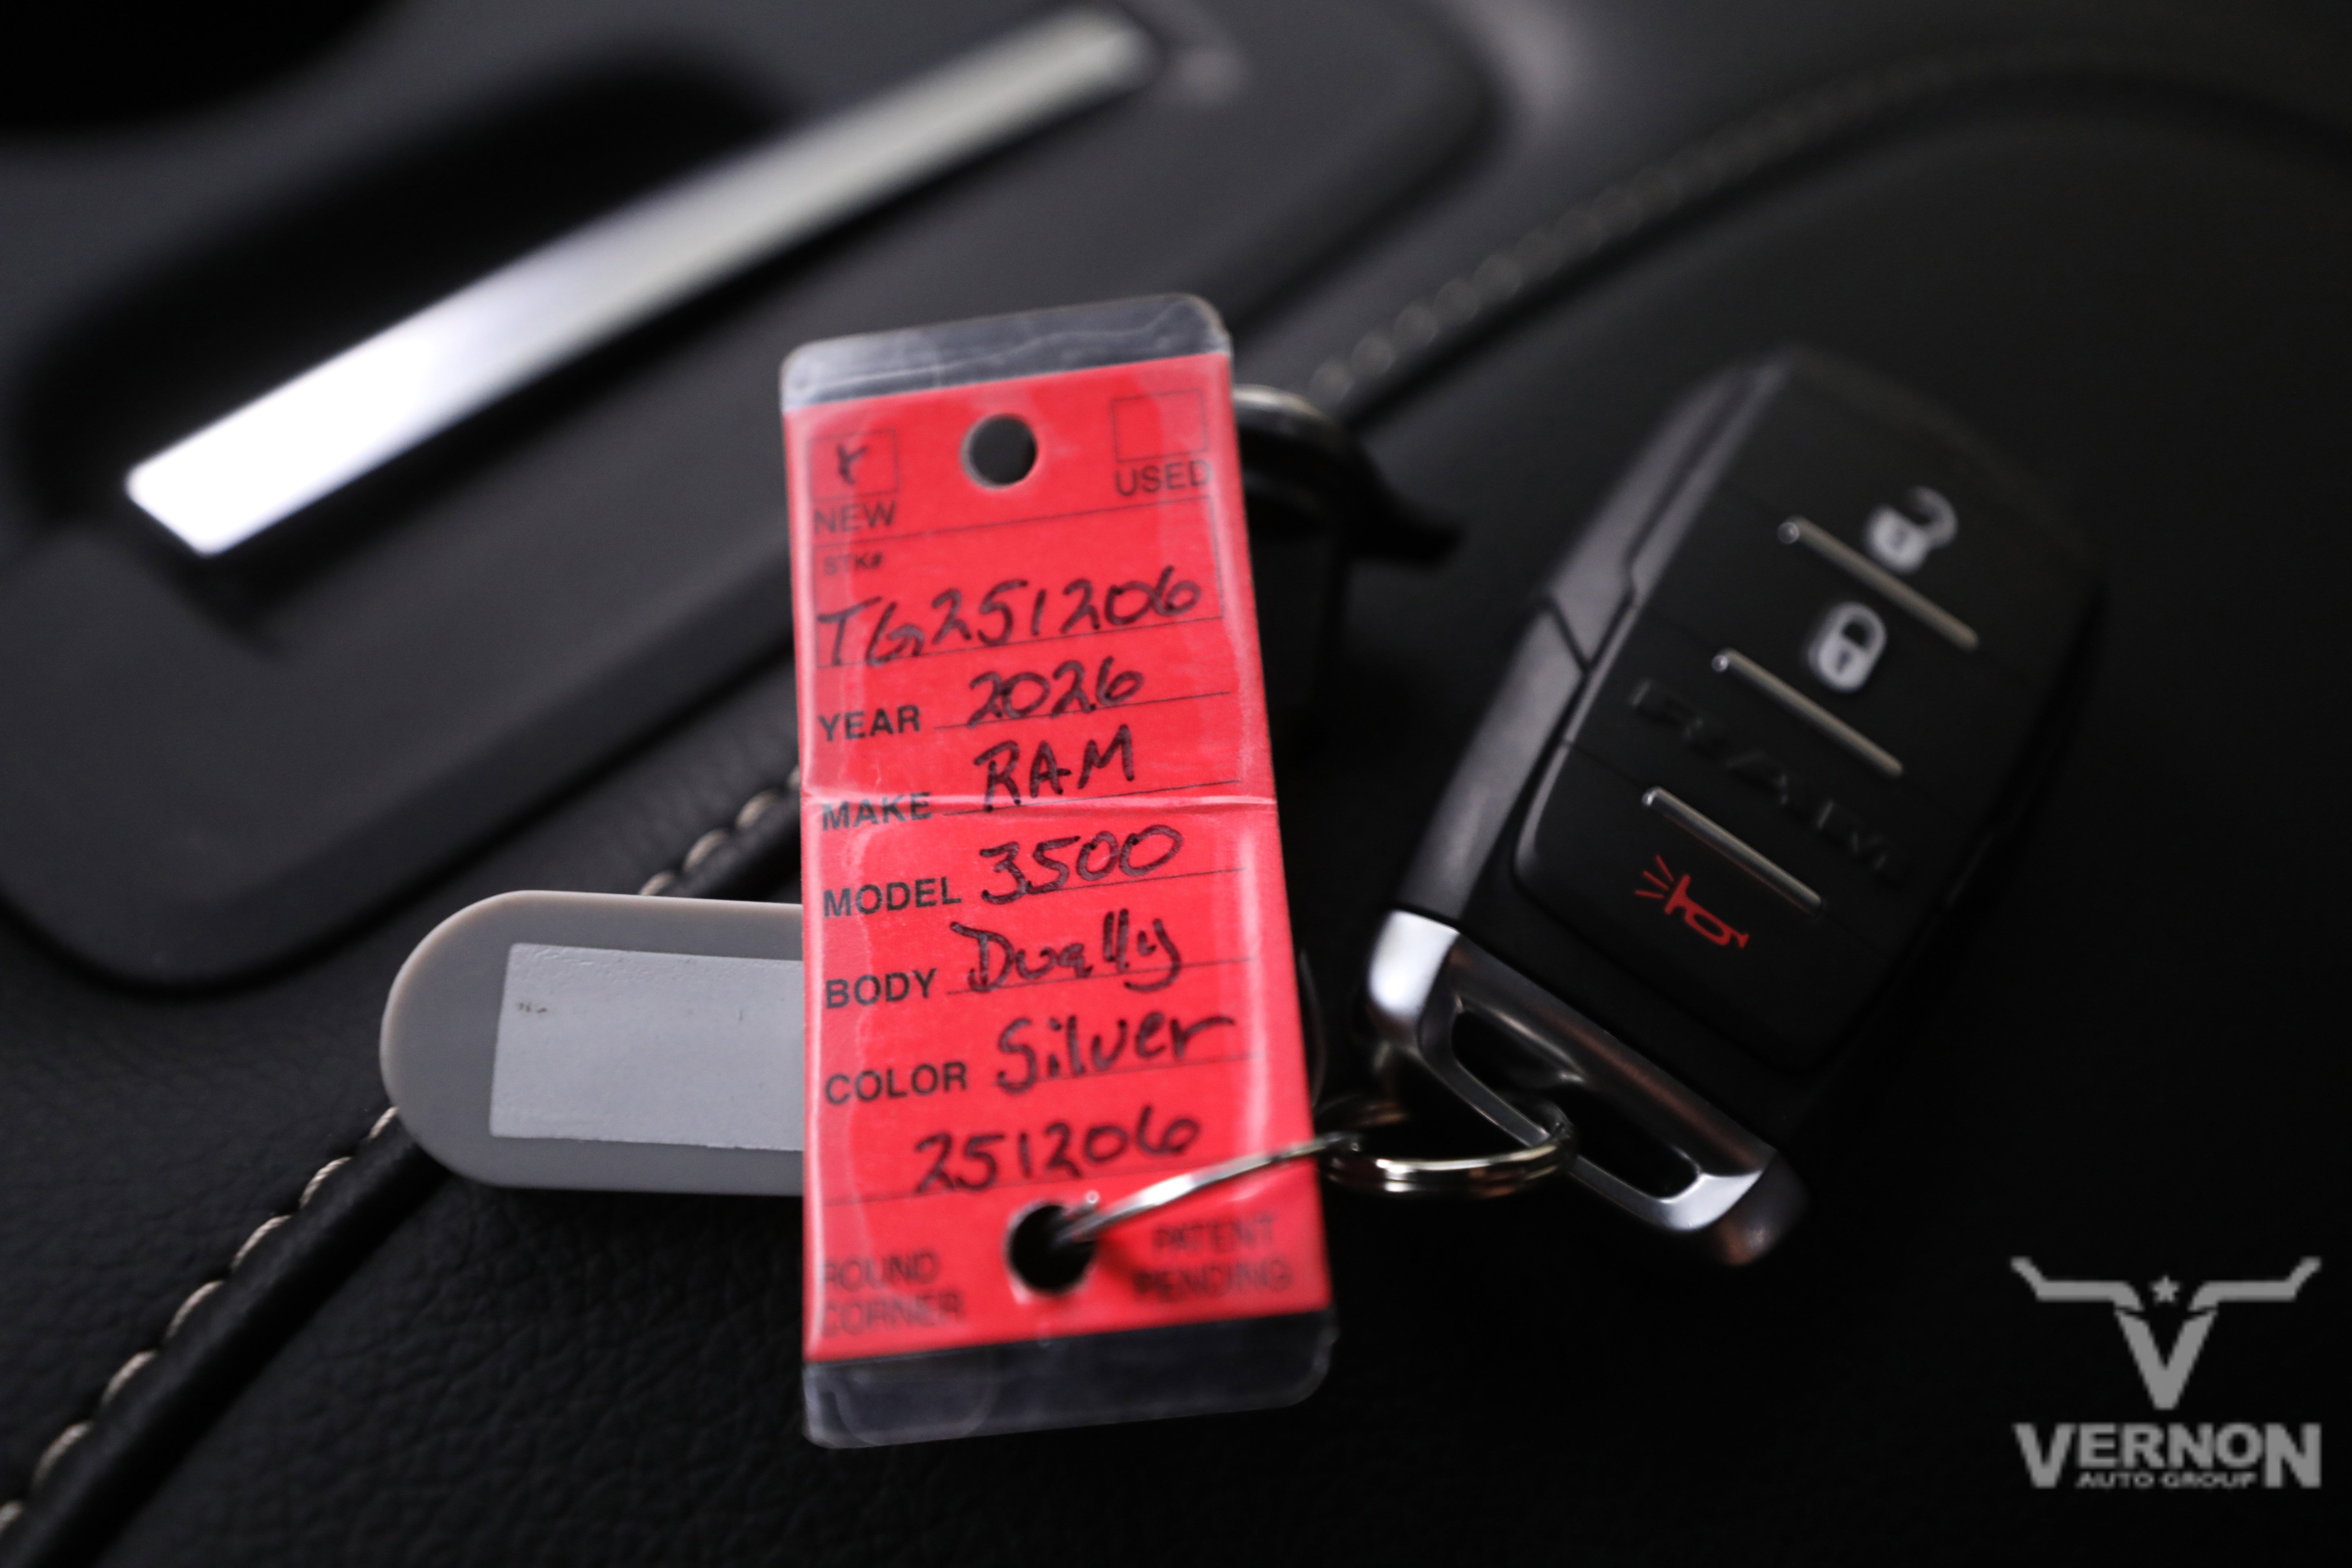 X
NEW
USED
STK#
TG251206
YEAR 2026
MAKE RAM
MODEL 3500
BODY Dually
COLOR Silver
251206
ROUND CORNER
PATENT PENDING
RAM
VERNON
AUTO GROUP